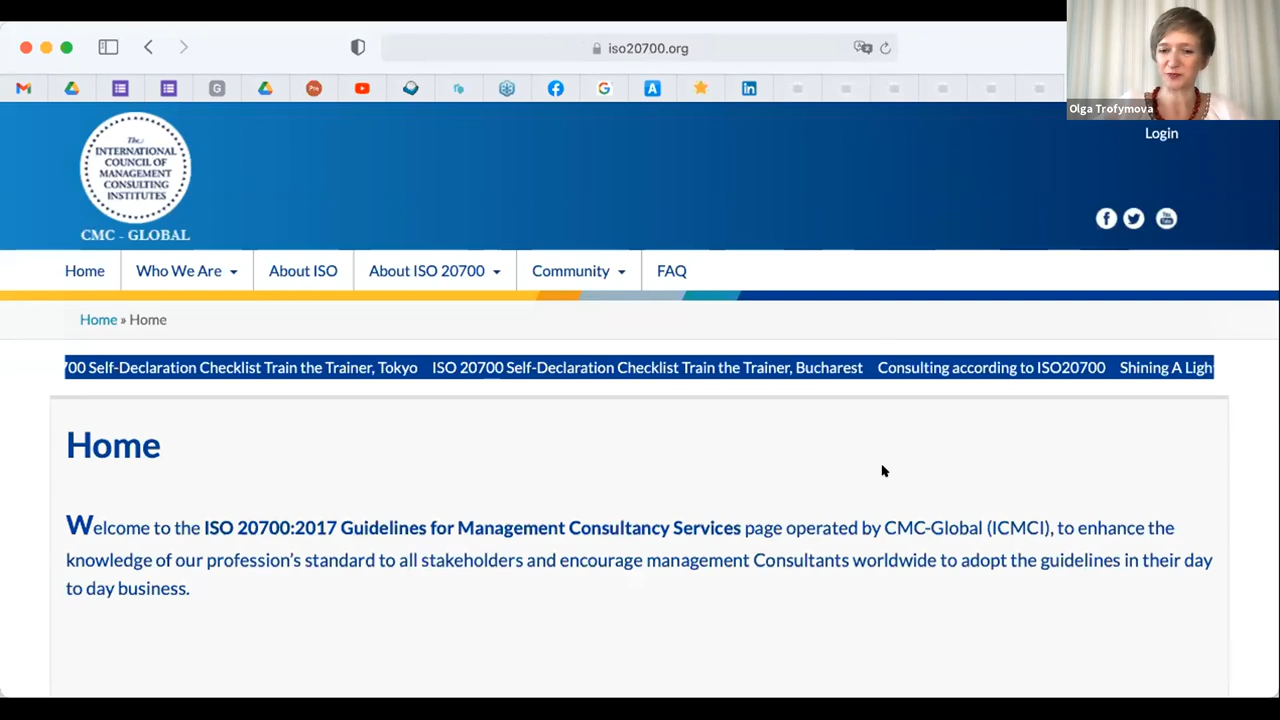 iso20700.org
Olga Trofymova
Login
The
INTERNATIONAL
COUNCIL OF
MANAGEMENT
CONSULTING
INSTITUTES
CMC - GLOBAL
Home Who We Are About ISO About ISO 20700 Community FAQ
Home » Home
700 Self-Declaration Checklist Train the Trainer, Tokyo ISO 20700 Self-Declaration Checklist Train the Trainer, Bucharest Consulting according to ISO20700 Shining A Ligh
Home
Welcome to the ISO 20700:2017 Guidelines for Management Consultancy Services page operated by CMC-Global (ICMCI), to enhance the
knowledge of our profession's standard to all stakeholders and encourage management Consultants worldwide to adopt the guidelines in their day
to day business.